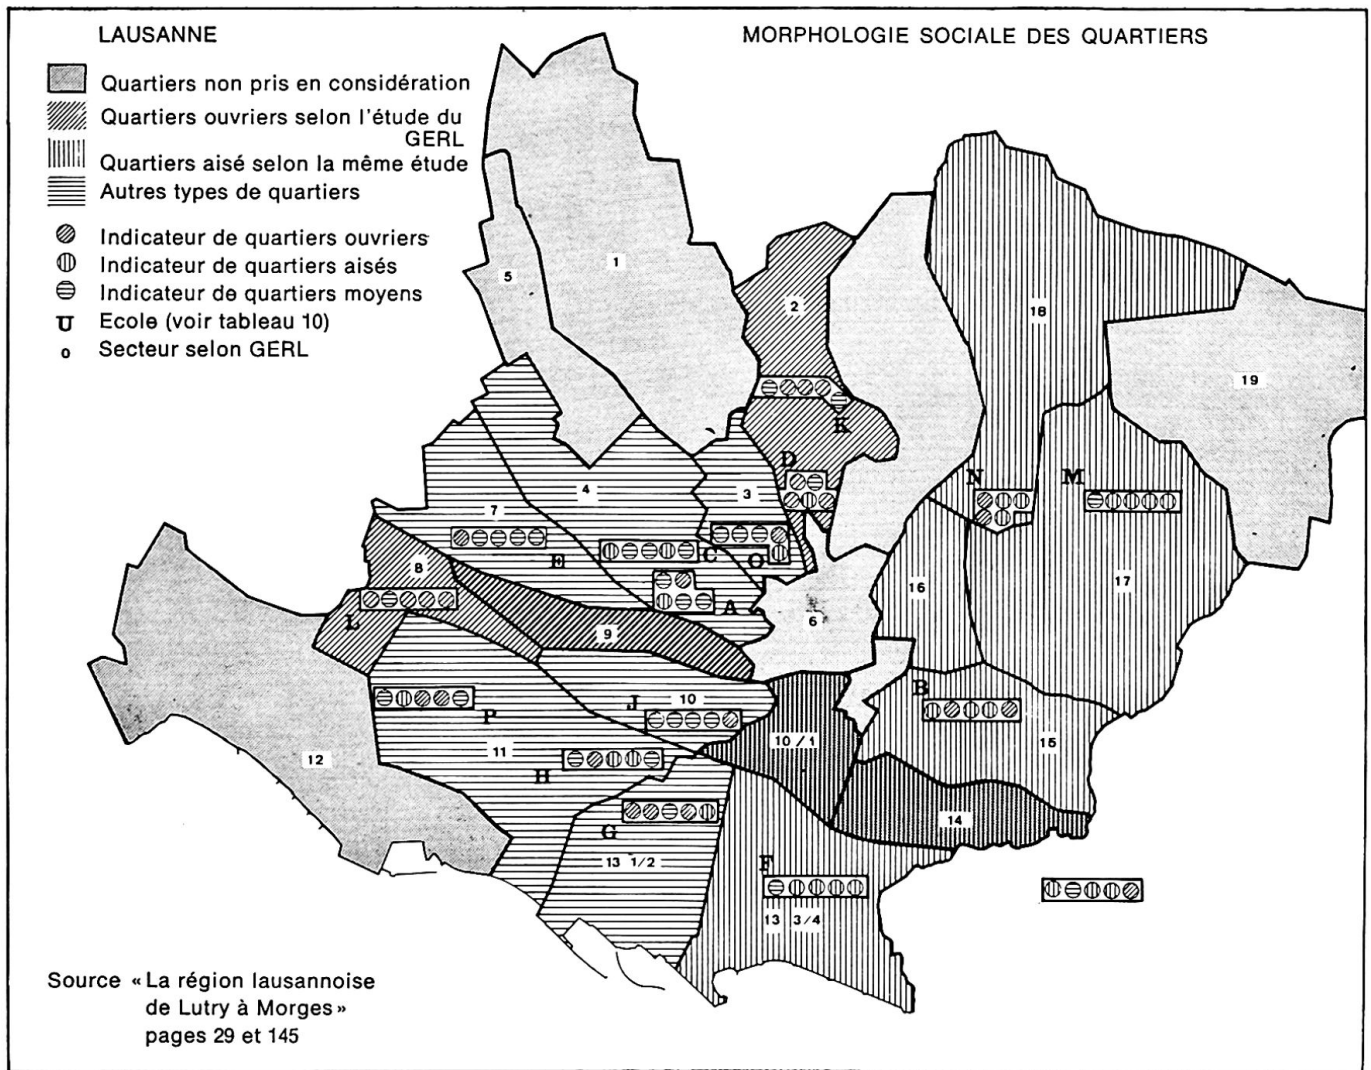 LAUSANNE
MORPHOLOGIE SOCIALE DES QUARTIERS
Quartiers non pris en considération
Quartiers ouvriers selon l'étude du
GERL
Quartiers aisé selon la même étude
Autres types de quartiers
Indicateur de quartiers ouvriers
Indicateur de quartiers aisés
Indicateur de quartiers moyens
U Ecole (voir tableau 10)
o Secteur selon GERL
1
5
2
18
19
K
D
4
3
N
M
7
C
O
E
8
17
16
A
L
9
6
B
J
10
P
10/1
15
11
12
H
14
G
13 1/2
F
13 3/4
Source «La région lausannoise
de Lutry à Morges»
pages 29 et 145